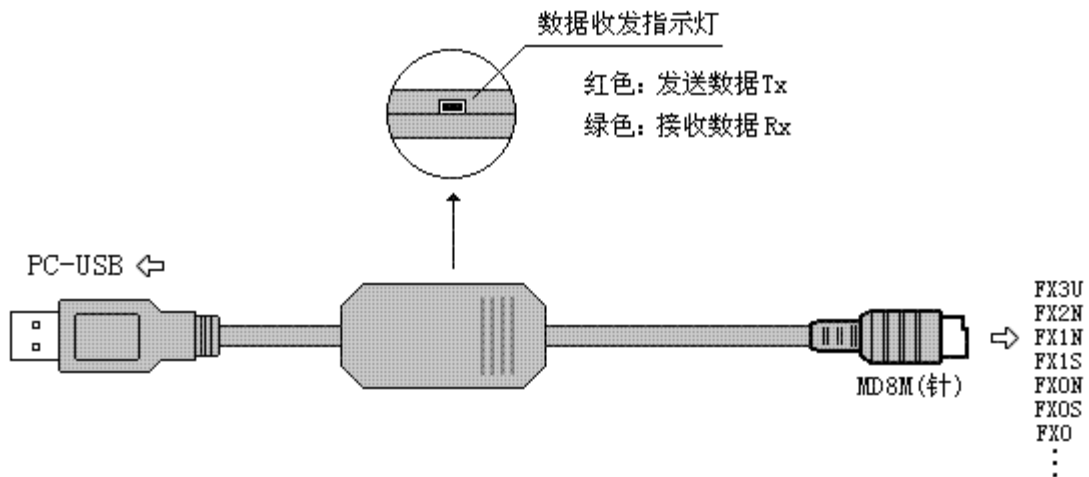 数据收发指示灯
红色: 发送数据Tx
绿色: 接收数据Rx
PC-USB
MD8M(针)
FX3U
FX2N
FX1N
FX1S
FX0N
FX0S
FX0
⋮